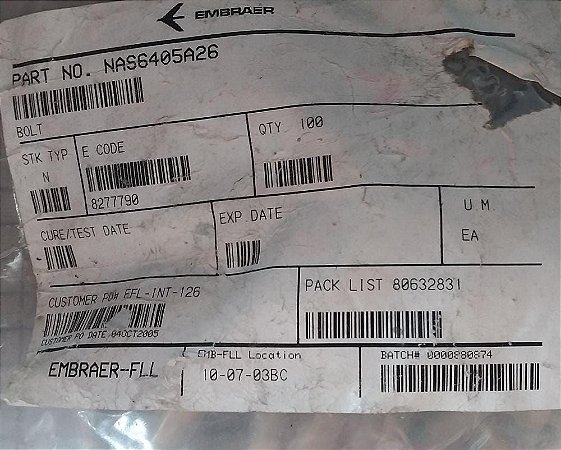 EMBRAER
PART NO. NAS6405A26
BOLT
STK TYP
N
E CODE
8277790
QTY 100
CURE/TEST DATE
EXP DATE
U M
EA
CUSTOMER PO# EFL-INT-126
CUSTOMER PO DATE 04OCT2005
PACK LIST 80632831
EMBRAER-FLL
EMB-FLL Location
10-07-03BC
BATCH# 0000880874